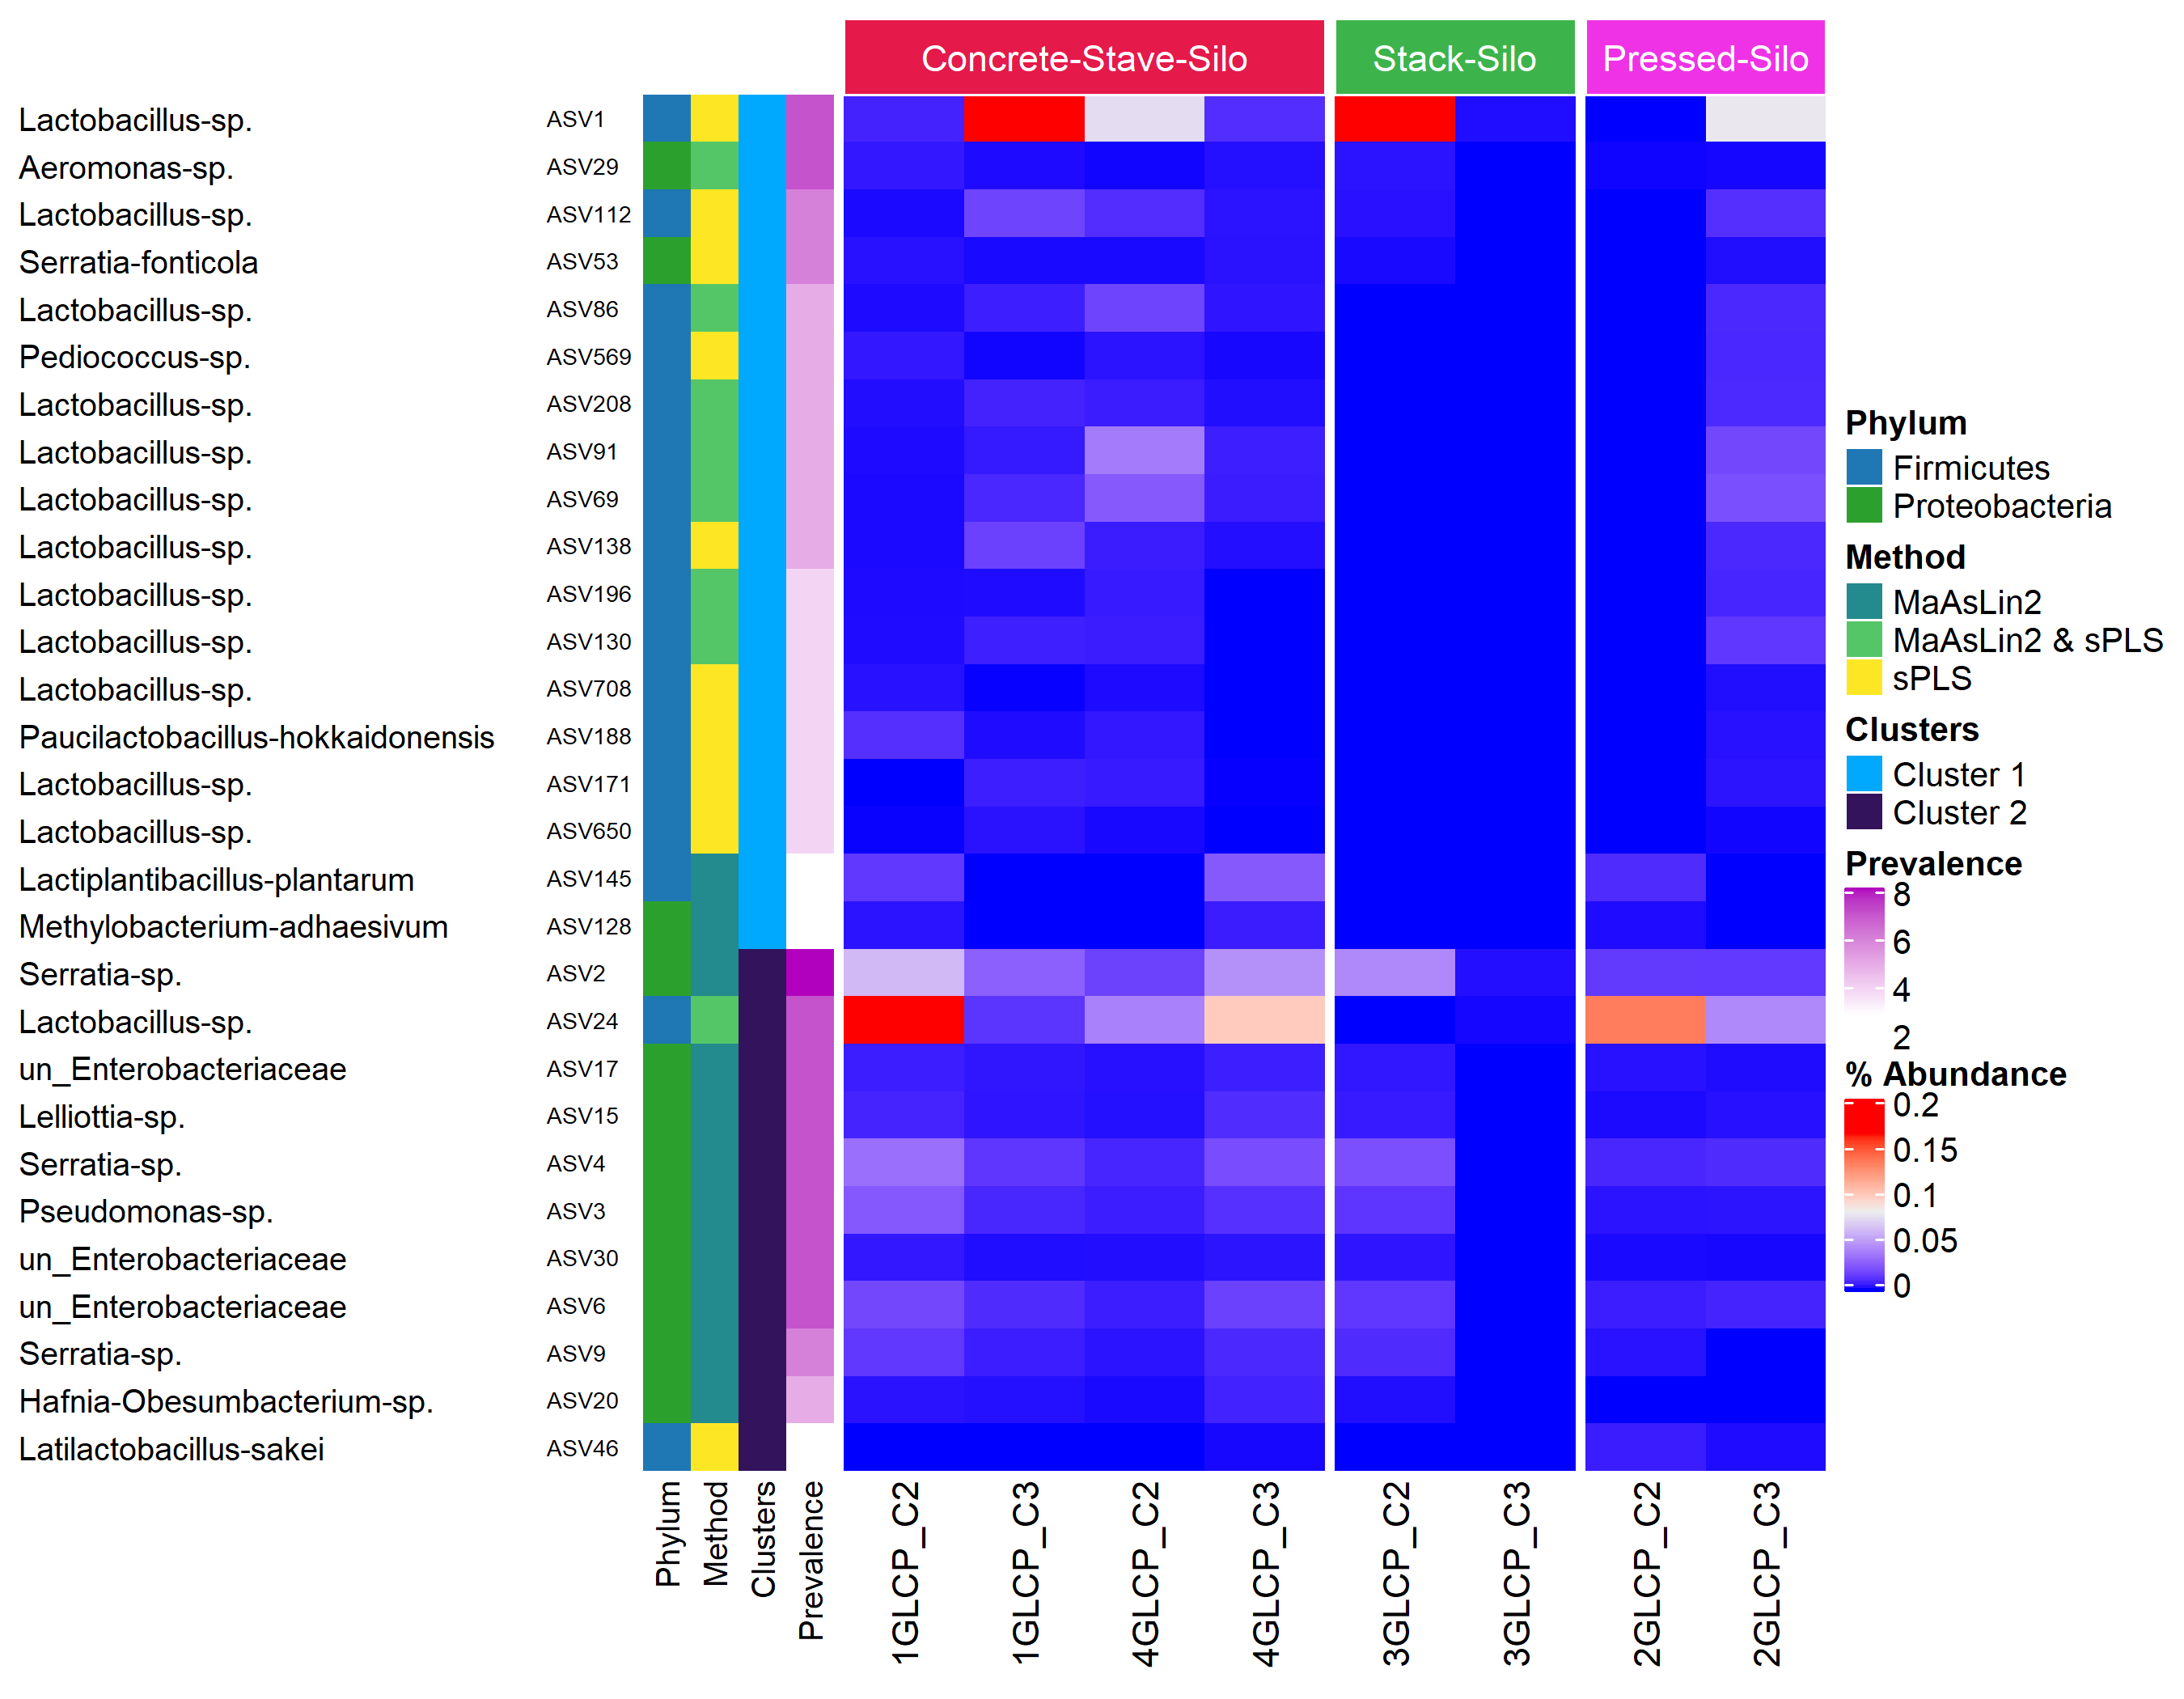 Concrete-Stave-Silo Stack-Silo Pressed-Silo
Lactobacillus-sp. ASV1
Aeromonas-sp. ASV29
Lactobacillus-sp. ASV112
Serratia-fonticola ASV53
Lactobacillus-sp. ASV86
Pediococcus-sp. ASV569
Lactobacillus-sp. ASV208
Lactobacillus-sp. ASV91
Lactobacillus-sp. ASV69
Lactobacillus-sp. ASV138
Lactobacillus-sp. ASV196
Lactobacillus-sp. ASV130
Lactobacillus-sp. ASV708
Paucilactobacillus-hokkaidonensis ASV188
Lactobacillus-sp. ASV171
Lactobacillus-sp. ASV650
Lactiplantibacillus-plantarum ASV145
Methylobacterium-adhaesivum ASV128
Serratia-sp. ASV2
Lactobacillus-sp. ASV24
un_Enterobacteriaceae ASV17
Lelliottia-sp. ASV15
Serratia-sp. ASV4
Pseudomonas-sp. ASV3
un_Enterobacteriaceae ASV30
un_Enterobacteriaceae ASV6
Serratia-sp. ASV9
Hafnia-Obesumbacterium-sp. ASV20
Latilactobacillus-sakei ASV46
Phylum Method Clusters Prevalence 1GLCP_C2 1GLCP_C3 4GLCP_C2 4GLCP_C3 3GLCP_C2 3GLCP_C3 2GLCP_C2 2GLCP_C3
Phylum
Firmicutes
Proteobacteria
Method
MaAsLin2
MaAsLin2 & sPLS
sPLS
Clusters
Cluster 1
Cluster 2
Prevalence
8
6
4
2
% Abundance
0.2
0.15
0.1
0.05
0